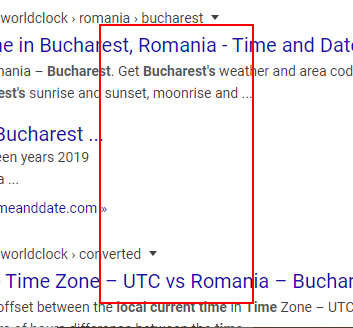 worldclock › romania › bucharest
ne in Bucharest, Romania - Time and Date
mania – Bucharest. Get Bucharest's weather and area cod
est's sunrise and sunset, moonrise and ...
Bucharest ...
een years 2019
a ...
meanddate.com »
worldclock › converted
Time Zone – UTC vs Romania – Buchar
offset between the local current time in Time Zone – UTC